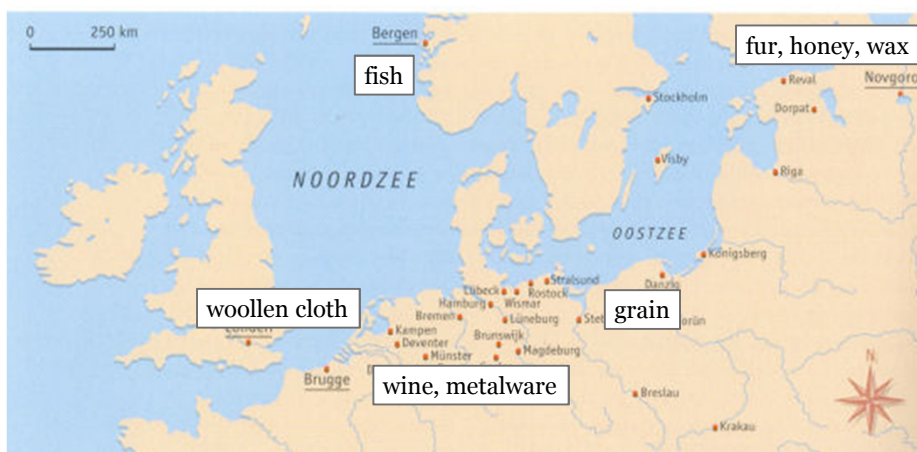 0 250 km
Bergen
fish
fur, honey, wax
Reval
Novgoro
Dorpat
Stockholm
Visby
Riga
NOORDZEE
OOSTZEE
Königsberg
Danzig
Stralsund
Rostock
Lübeck
Wismar
Hamburg
Bremen
Lüneburg
grain
woollen cloth
Londen
Kampen
Deventer
Münster
Brunswijk
Magdeburg
wine, metalware
Brugge
Breslau
Krakau
N